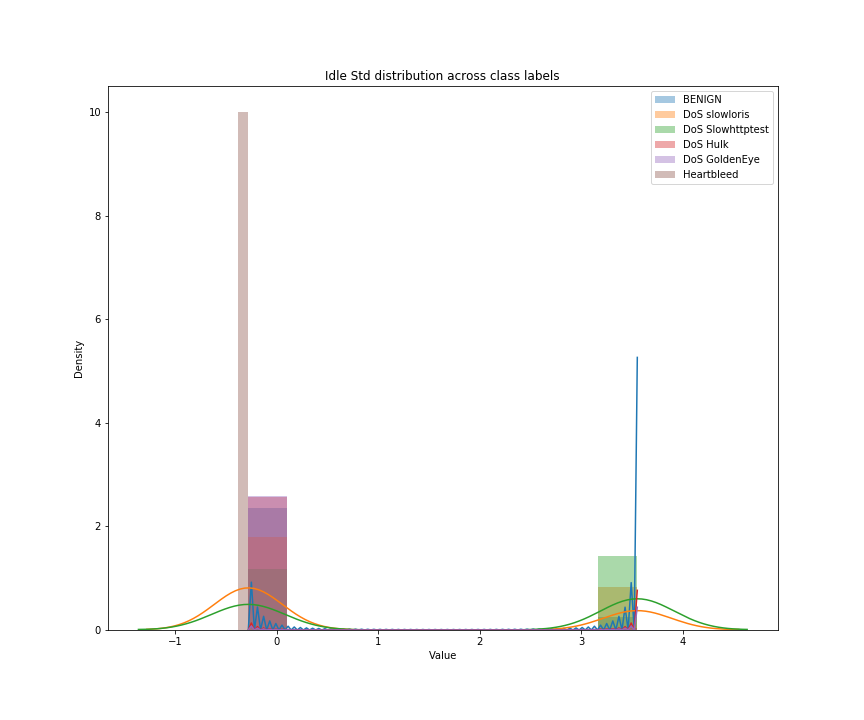 Idle Std distribution across class labels
BENIGN
DoS slowloris
DoS Slowhttptest
DoS Hulk
DoS GoldenEye
Heartbleed
10
8
6
4
2
0
Density
−1
0
1
2
3
4
Value